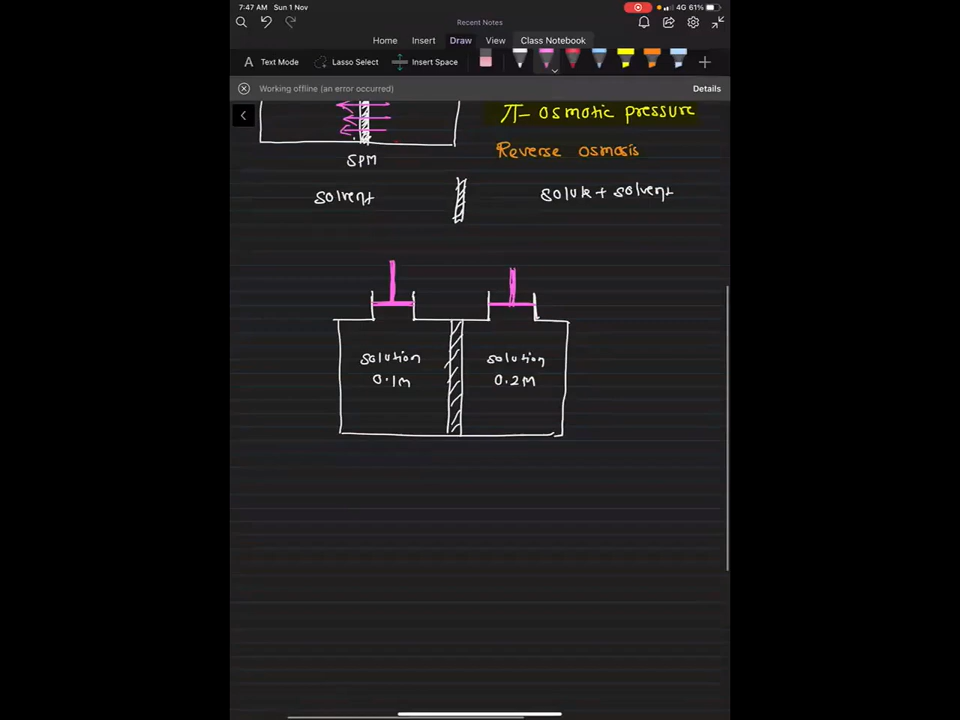 7:47 AM Sun 1 Nov
4G 61%
Recent Notes
Home Insert Draw View Class Notebook
Text Mode Lasso Select Insert Space
Working offline (an error occurred) Details
π- osmotic pressure
Reverse osmosis
SPM
solvent solute + solvent
solution solution
0.1M 0.2M